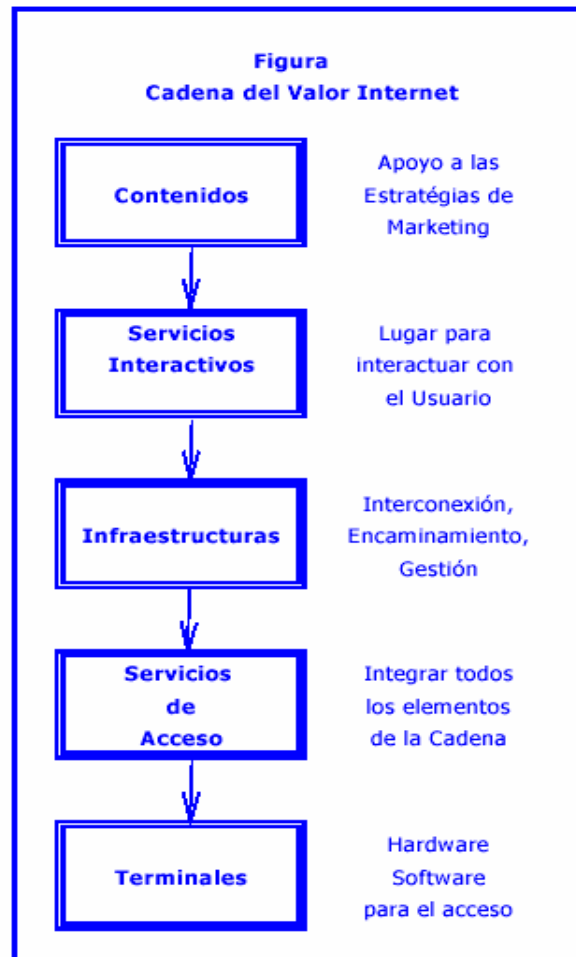 Figura
Cadena del Valor Internet
Contenidos
Apoyo a las
Estratégias de
Marketing
Servicios
Interactivos
Lugar para
interactuar con
el Usuario
Infraestructuras
Interconexión,
Encaminamiento,
Gestión
Servicios
de
Acceso
Integrar todos
los elementos
de la Cadena
Terminales
Hardware
Software
para el acceso